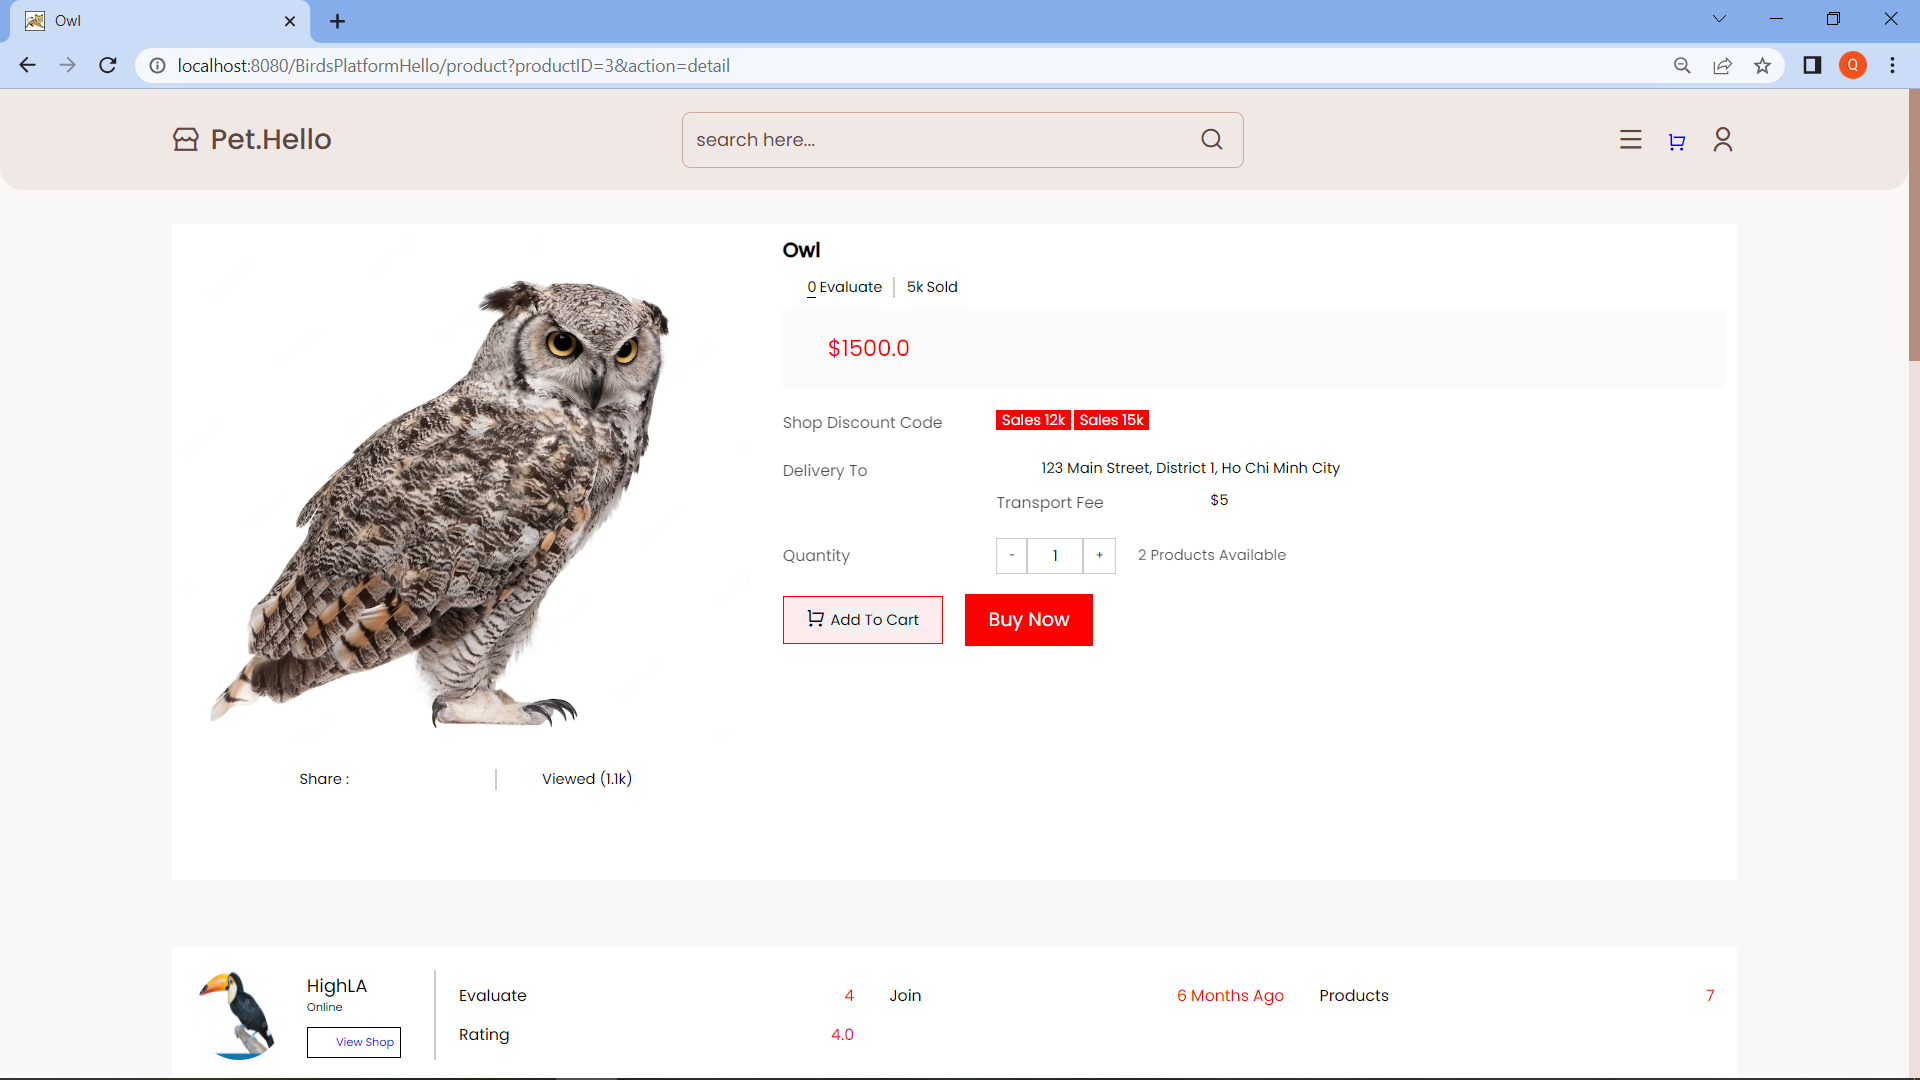 Owl
localhost:8080/BirdsPlatformHello/product?productID=3&action=detail
Q
Pet.Hello
search here...
Owl
0 Evaluate
5k Sold
$1500.0
Shop Discount Code
Sales 12k
Sales 15k
Delivery To
123 Main Street, District 1, Ho Chi Minh City
Transport Fee
$5
Quantity
-
1
+
2 Products Available
Add To Cart
Buy Now
Share :
Viewed (1.1k)
HighLA
Online
View Shop
Evaluate
4
Join
6 Months Ago
Products
7
Rating
4.0